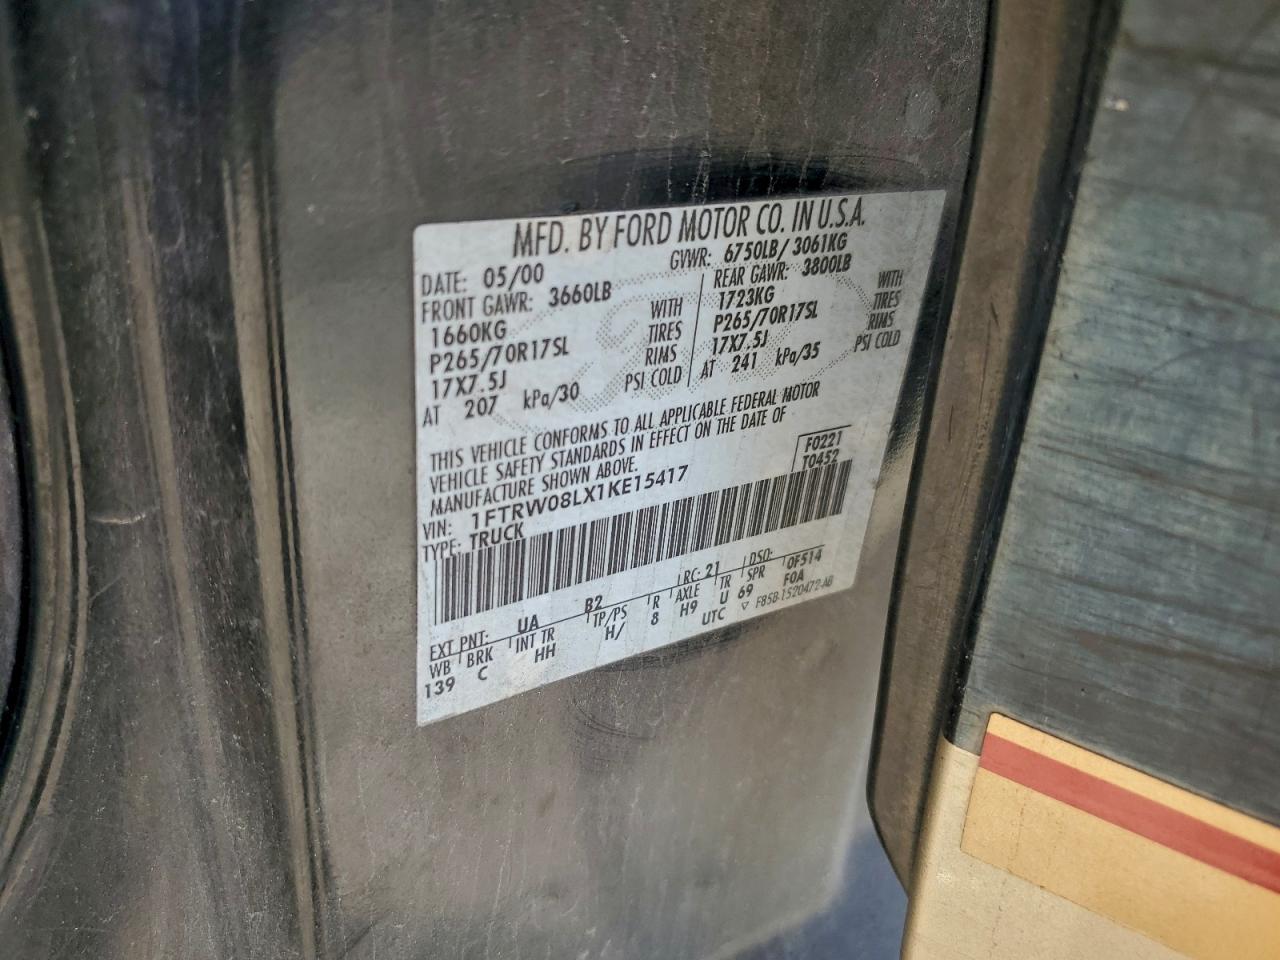 MFD. BY FORD MOTOR CO. IN U.S.A.
DATE: 05/00 GVWR: 6750LB/ 3061KG
FRONT GAWR: 3660LB REAR GAWR: 3800LB
1660KG WITH 1723KG WITH
P265/70R17SL TIRES P265/70R17SL TIRES
17X7.5J RIMS 17X7.5J RIMS
AT 207 kPa/30 PSI COLD AT 241 kPa/35 PSI COLD
THIS VEHICLE CONFORMS TO ALL APPLICABLE FEDERAL MOTOR
VEHICLE SAFETY STANDARDS IN EFFECT ON THE DATE OF
MANUFACTURE SHOWN ABOVE. F0221
VIN: 1FTRW08LX1KE15417 T0452
TYPE: TRUCK
EXT PNT: UA B2 RC: 21 DSO: 0F514
WB BRK INT TR TP/PS R AXLE TR SPR F0A
139 C HH H/ 8 H9 U 69
UTC ▽ F85B-1520472-AB